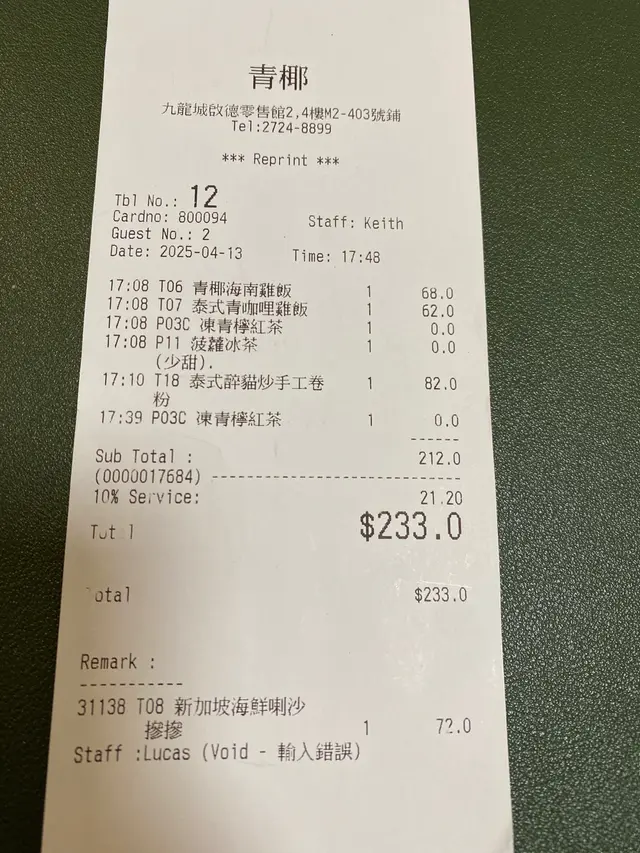 青椰
九龍城啟德零售館2,4樓M2-403號鋪
Tel:2724-8899
*** Reprint ***
Tbl No.: 12
Cardno: 800094 Staff: Keith
Guest No.: 2
Date: 2025-04-13 Time: 17:48
17:08 T06 青椰海南雞飯 1 68.0
17:08 T07 泰式青咖哩雞飯 1 62.0
17:08 P03C 凍青檸紅茶 1 0.0
17:08 P11 菠蘿冰茶 1 0.0
(少甜).
17:10 T18 泰式醉貓炒手工卷 1 82.0
粉
17:39 P03C 凍青檸紅茶 1 0.0
------
Sub Total : 212.0
(0000017684) ----------------------------
10% Service: 21.20
Tot l $233.0
otal $233.0
Remark :
-----------
31138 T08 新加坡海鮮喇沙
摻摻 1 72.0
Staff :Lucas (Void - 輸入錯誤)